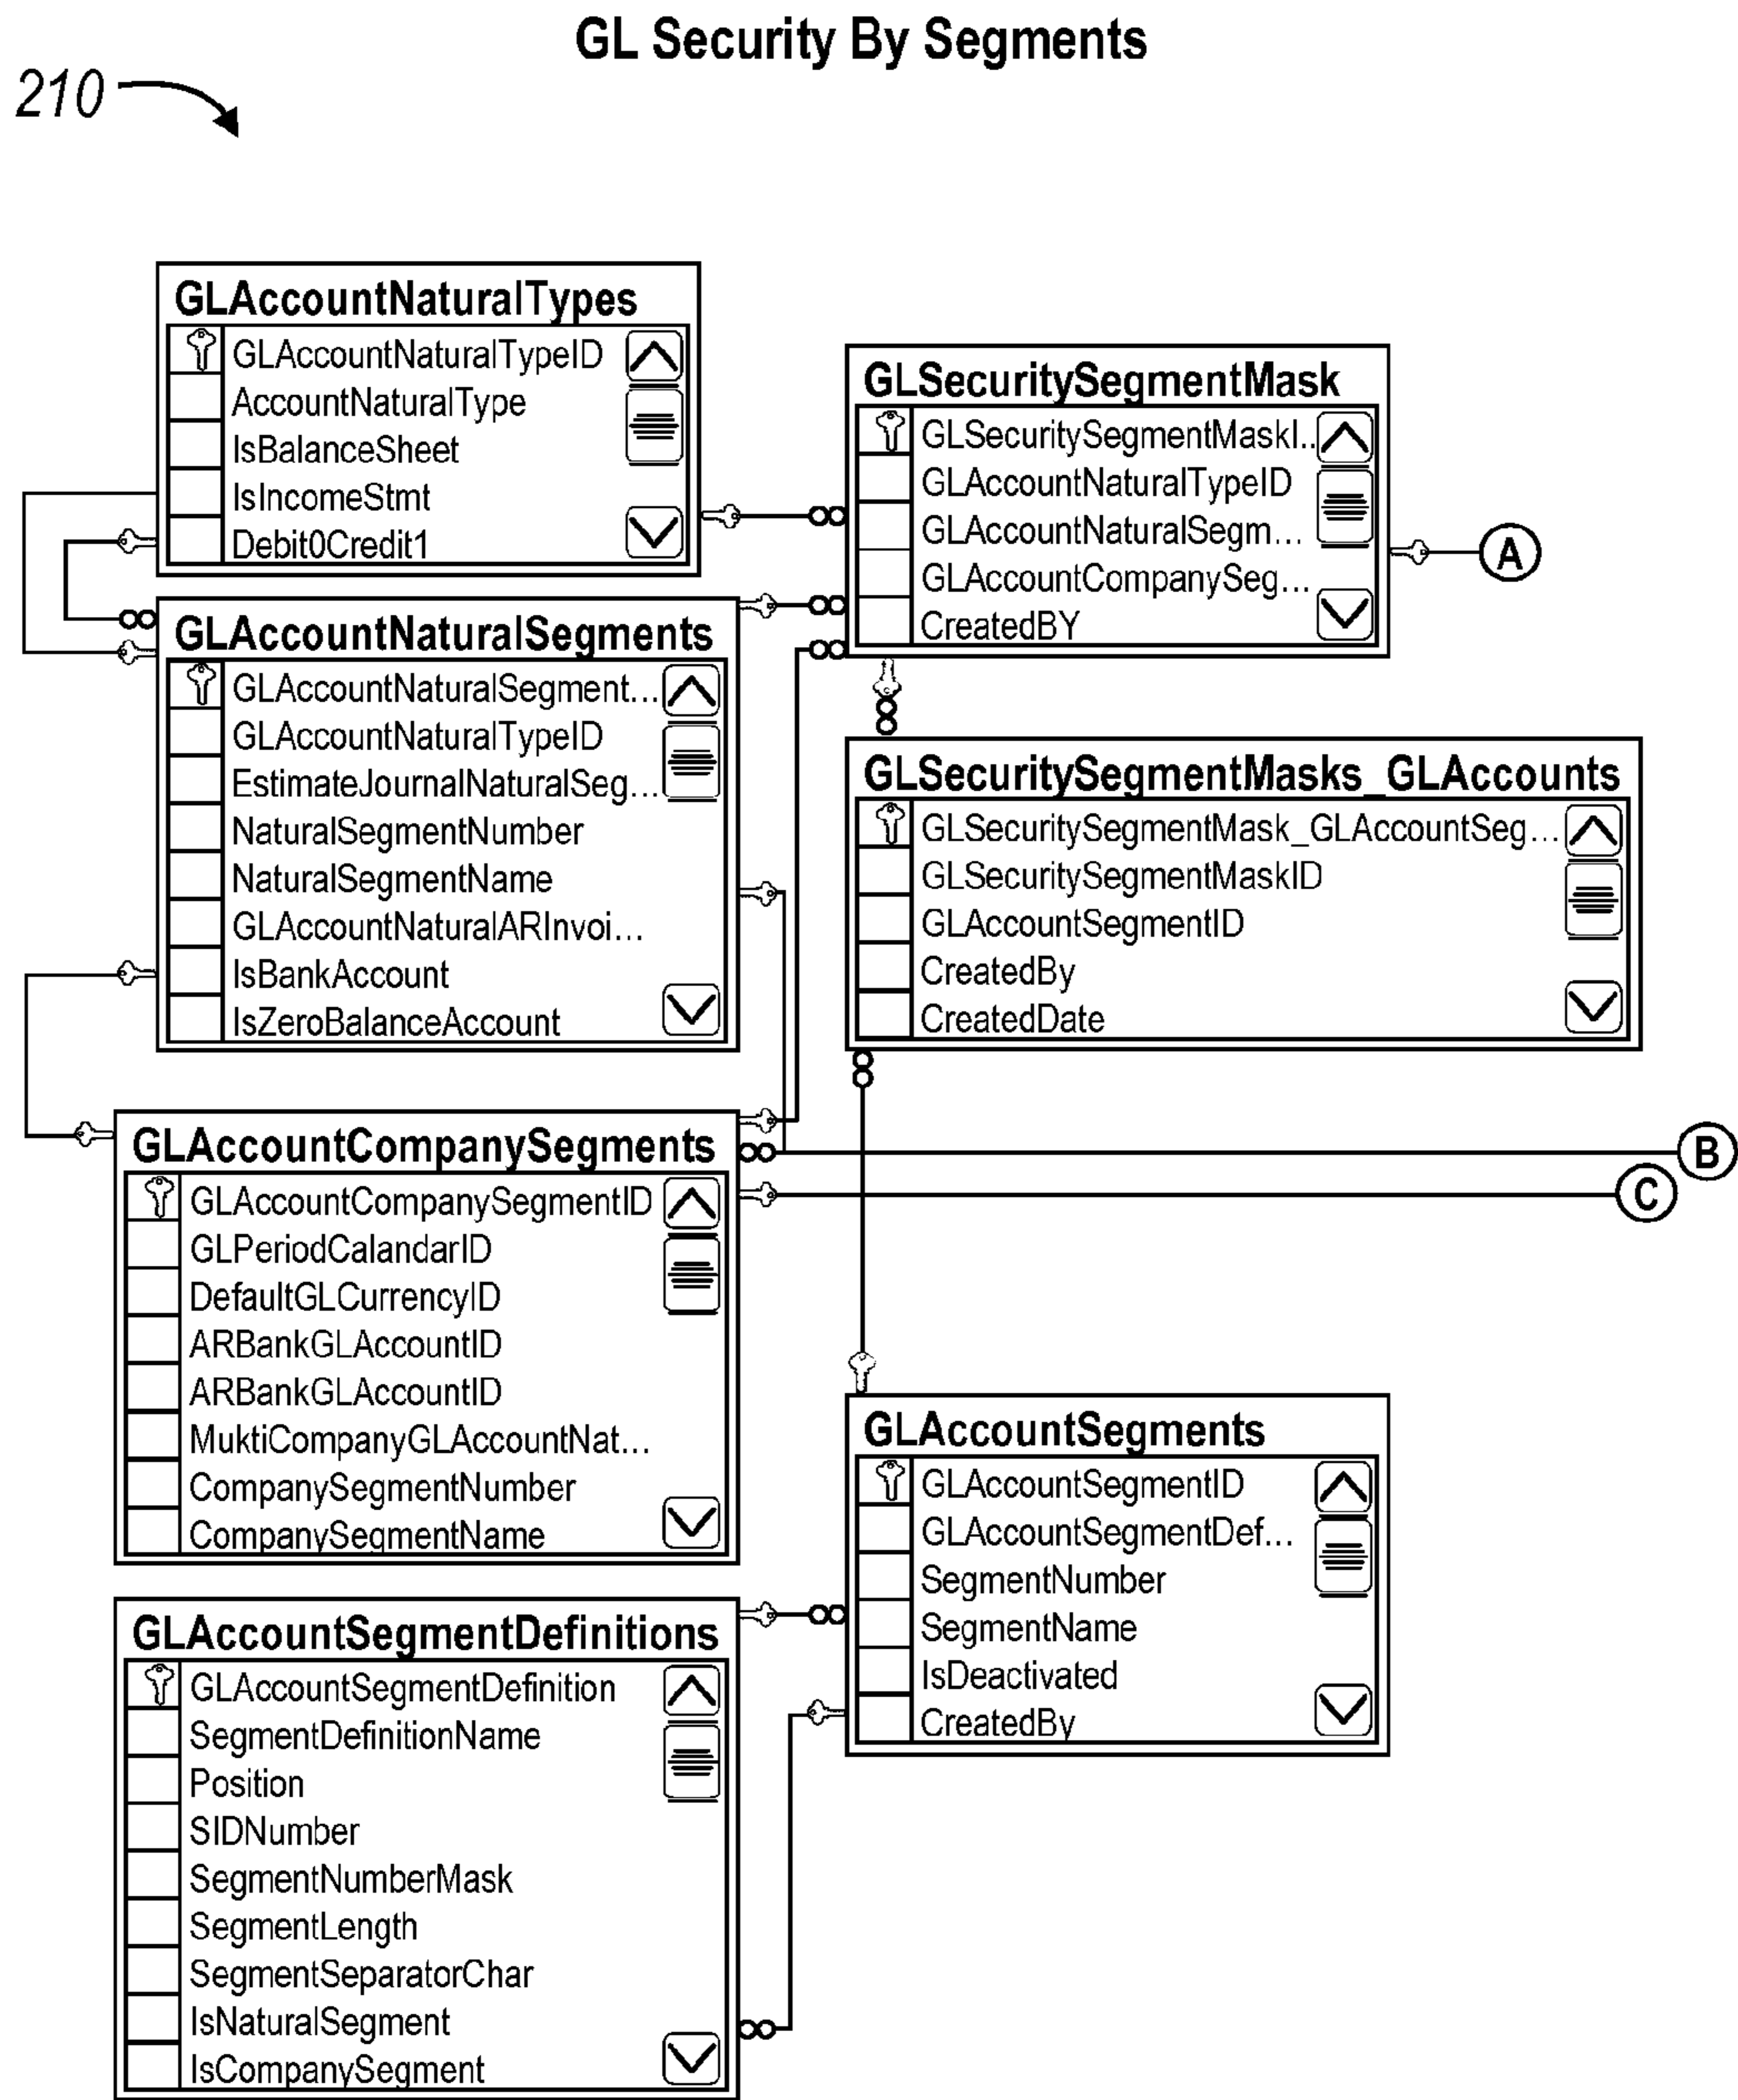 GL Security By Segments
210
GLAccountNaturalTypes
GLAccountNaturalTypeID
AccountNaturalType
IsBalanceSheet
IsIncomeStmt
Debit0Credit1
GLSecuritySegmentMask
GLSecuritySegmentMaskI...
GLAccountNaturalTypeID
GLAccountNaturalSegm...
GLAccountCompanySeg...
CreatedBY
A
GLAccountNaturalSegments
GLAccountNaturalSegment...
GLAccountNaturalTypeID
EstimateJournalNaturalSeg...
NaturalSegmentNumber
NaturalSegmentName
GLAccountNaturalARInvoi...
IsBankAccount
IsZeroBalanceAccount
GLSecuritySegmentMasks_GLAccounts
GLSecuritySegmentMask_GLAccountSeg...
GLSecuritySegmentMaskID
GLAccountSegmentID
CreatedBy
CreatedDate
GLAccountCompanySegments
GLAccountCompanySegmentID
GLPeriodCalandarID
DefaultGLCurrencyID
ARBankGLAccountID
ARBankGLAccountID
MuktiCompanyGLAccountNat...
CompanySegmentNumber
CompanySegmentName
B
C
GLAccountSegments
GLAccountSegmentID
GLAccountSegmentDef...
SegmentNumber
SegmentName
IsDeactivated
CreatedBy
GLAccountSegmentDefinitions
GLAccountSegmentDefinition
SegmentDefinitionName
Position
SIDNumber
SegmentNumberMask
SegmentLength
SegmentSeparatorChar
IsNaturalSegment
IsCompanySegment